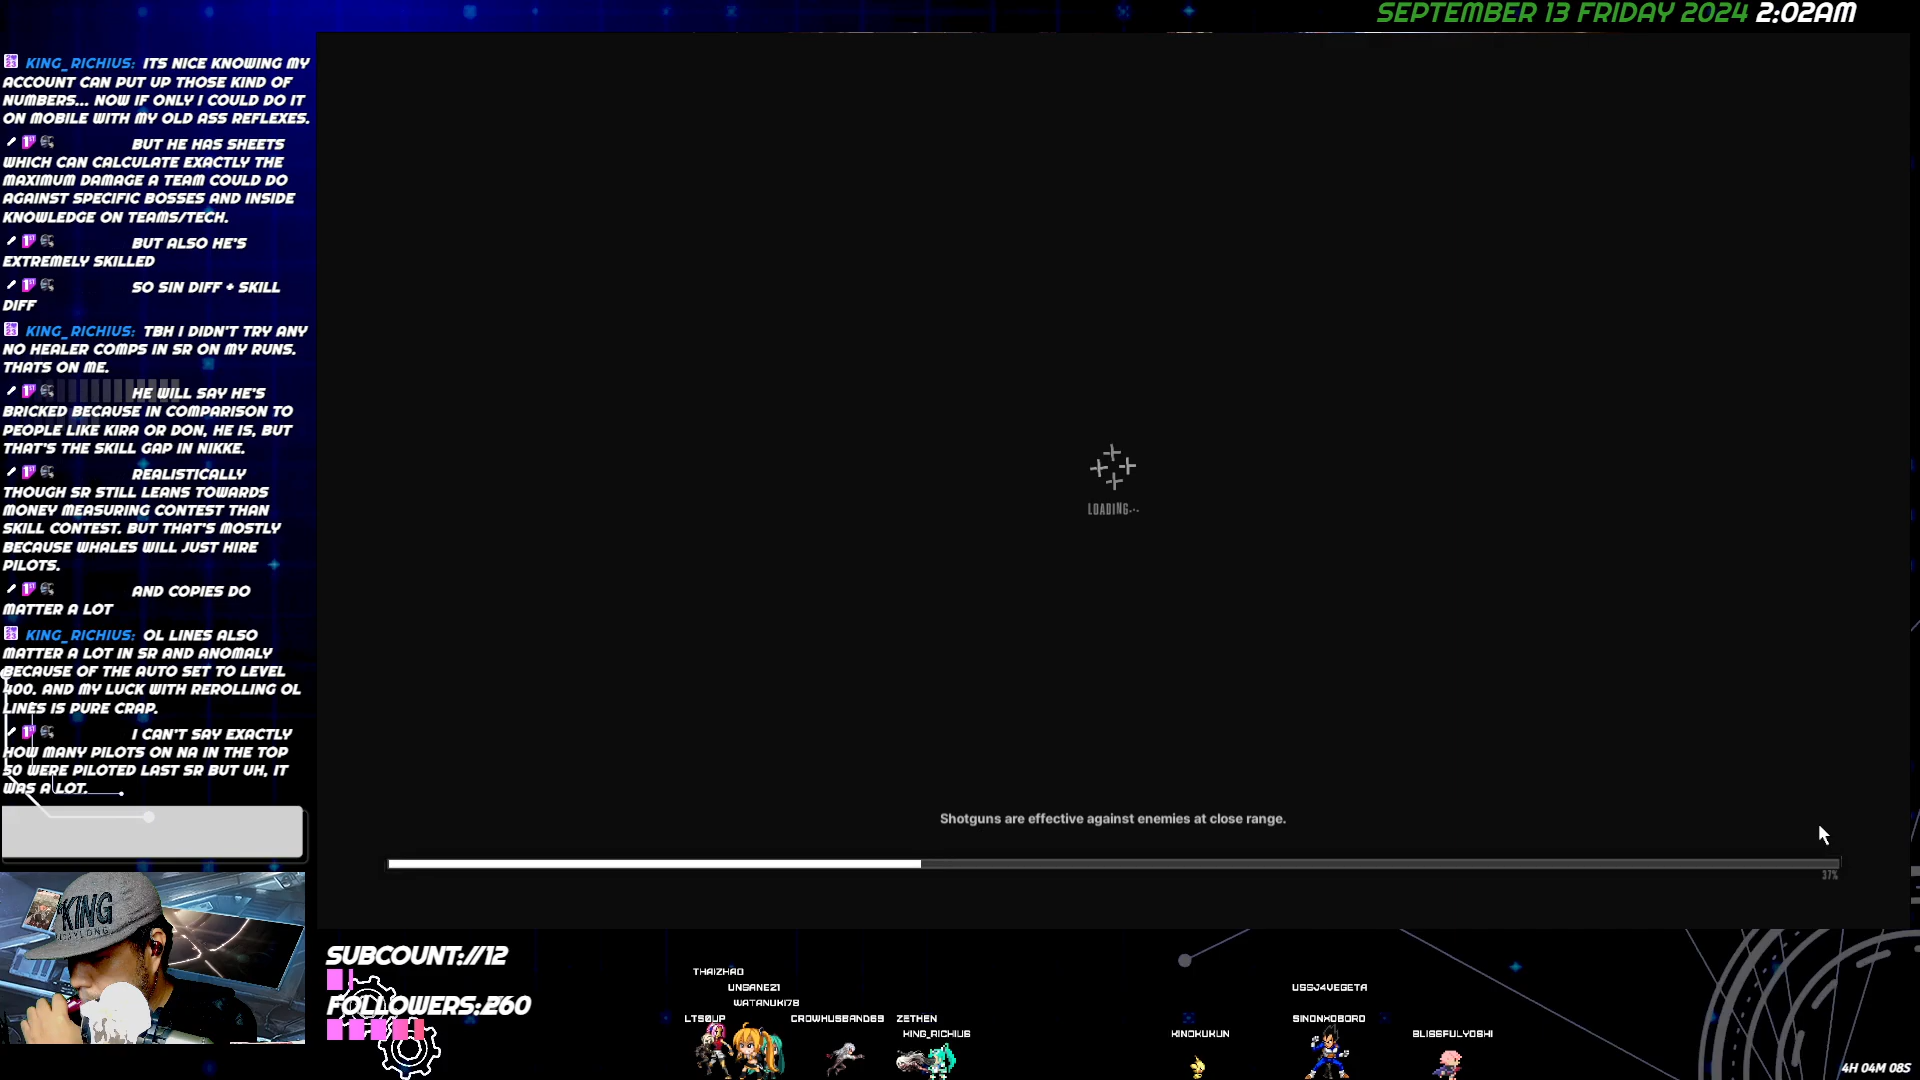 SEPTEMBER 13 FRIDAY 2024 2:02AM
KING_RICHIUS: ITS NICE KNOWING MY
ACCOUNT CAN PUT UP THOSE KIND OF
NUMBERS... NOW IF ONLY I COULD DO IT
ON MOBILE WITH MY OLD ASS REFLEXES.
BUT HE HAS SHEETS
WHICH CAN CALCULATE EXACTLY THE
MAXIMUM DAMAGE A TEAM COULD DO
AGAINST SPECIFIC BOSSES AND INSIDE
KNOWLEDGE ON TEAMS/TECH.
BUT ALSO HE'S
EXTREMELY SKILLED
SO SIN DIFF + SKILL
DIFF
KING_RICHIUS: TBH I DIDN'T TRY ANY
NO HEALER COMPS IN SR ON MY RUNS.
THATS ON ME.
HE WILL SAY HE'S
BRICKED BECAUSE IN COMPARISON TO
PEOPLE LIKE KIRA OR DON, HE IS, BUT
THAT'S THE SKILL GAP IN NIKKE.
REALISTICALLY
THOUGH SR STILL LEANS TOWARDS
MONEY MEASURING CONTEST THAN
SKILL CONTEST. BUT THAT'S MOSTLY
BECAUSE WHALES WILL JUST HIRE
PILOTS.
AND COPIES DO
MATTER A LOT
KING_RICHIUS: OL LINES ALSO
MATTER A LOT IN SR AND ANOMALY
BECAUSE OF THE AUTO SET TO LEVEL
400. AND MY LUCK WITH REROLLING OL
LINES IS PURE CRAP.
I CAN'T SAY EXACTLY
HOW MANY PILOTS ON NA IN THE TOP
50 WERE PILOTED LAST SR BUT UH, IT
WAS A LOT.
LOADING...
Shotguns are effective against enemies at close range.
37%
KING
SUBCOUNT://12
FOLLOWERS:260
THAIZHAO
UNSANE21
WATANUKI78
LTSOUP
CROWHUSBAND69
ZETHEN
KING_RICHIUS
KINOKUKUN
USSJ4VEGETA
SINONXOBORO
BLISSFULYOSHI
4H 04M 08S